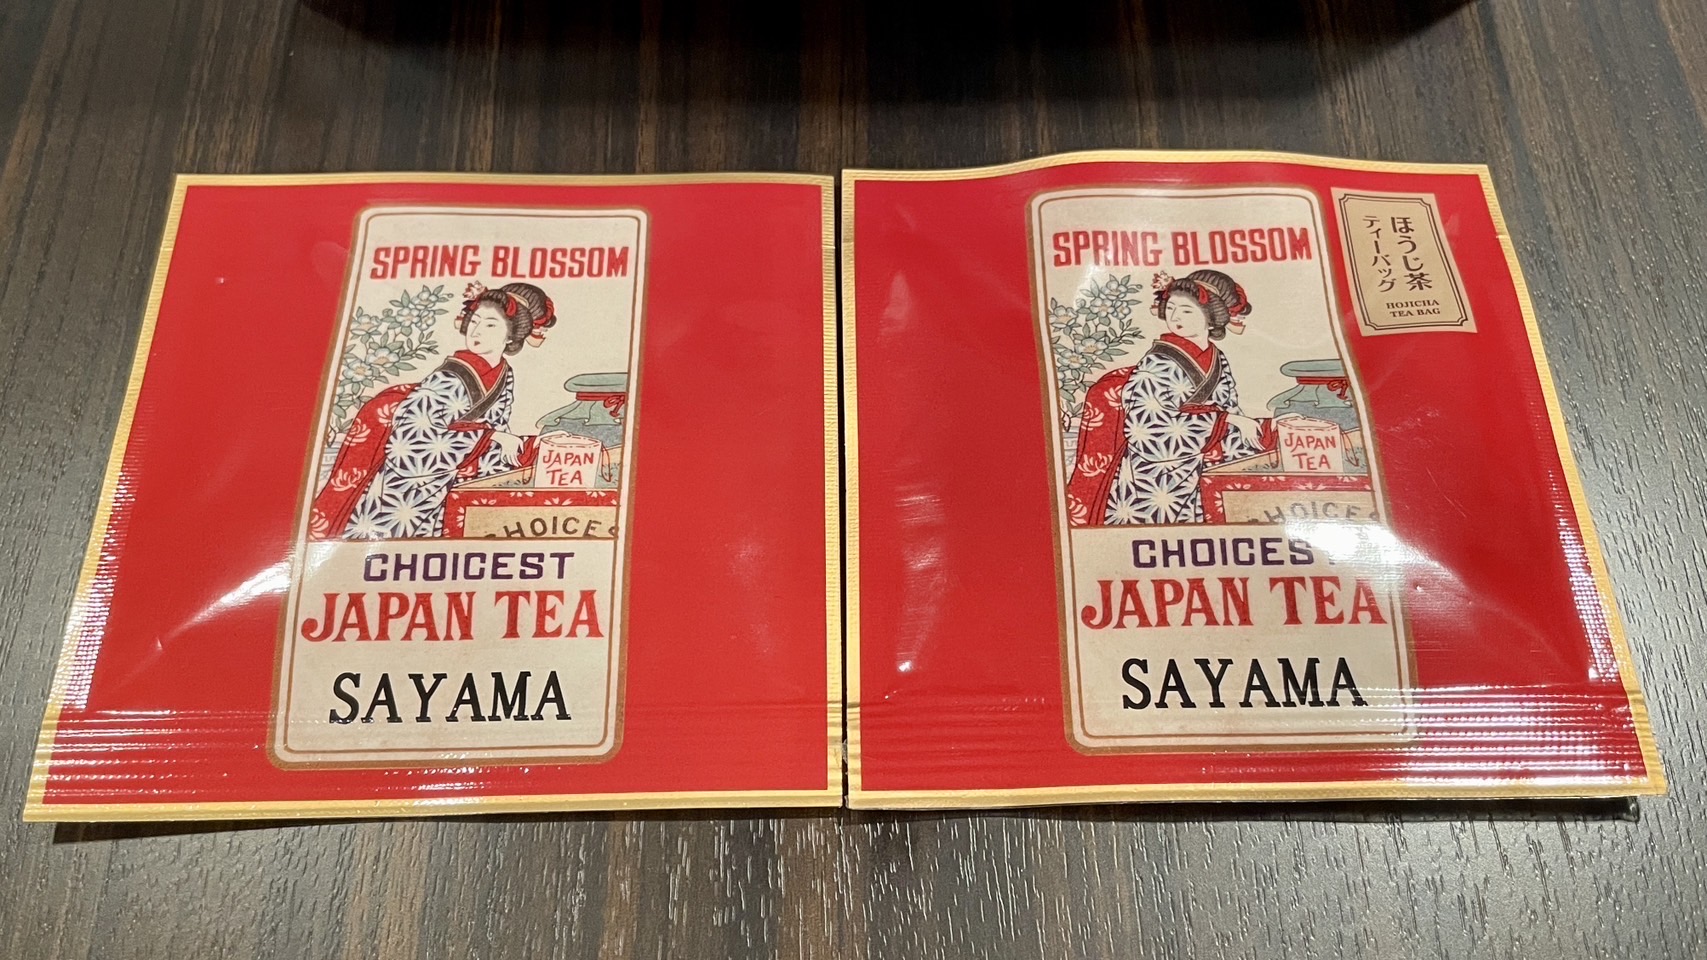 SPRING BLOSSOM
JAPAN
TEA
CHOICES
CHOICEST
JAPAN TEA
SAYAMA
SPRING BLOSSOM
JAPAN
TEA
CHOICES
CHOICEST
JAPAN TEA
SAYAMA
ほうじ茶
ティーバッグ
HOJICHA
TEA BAG